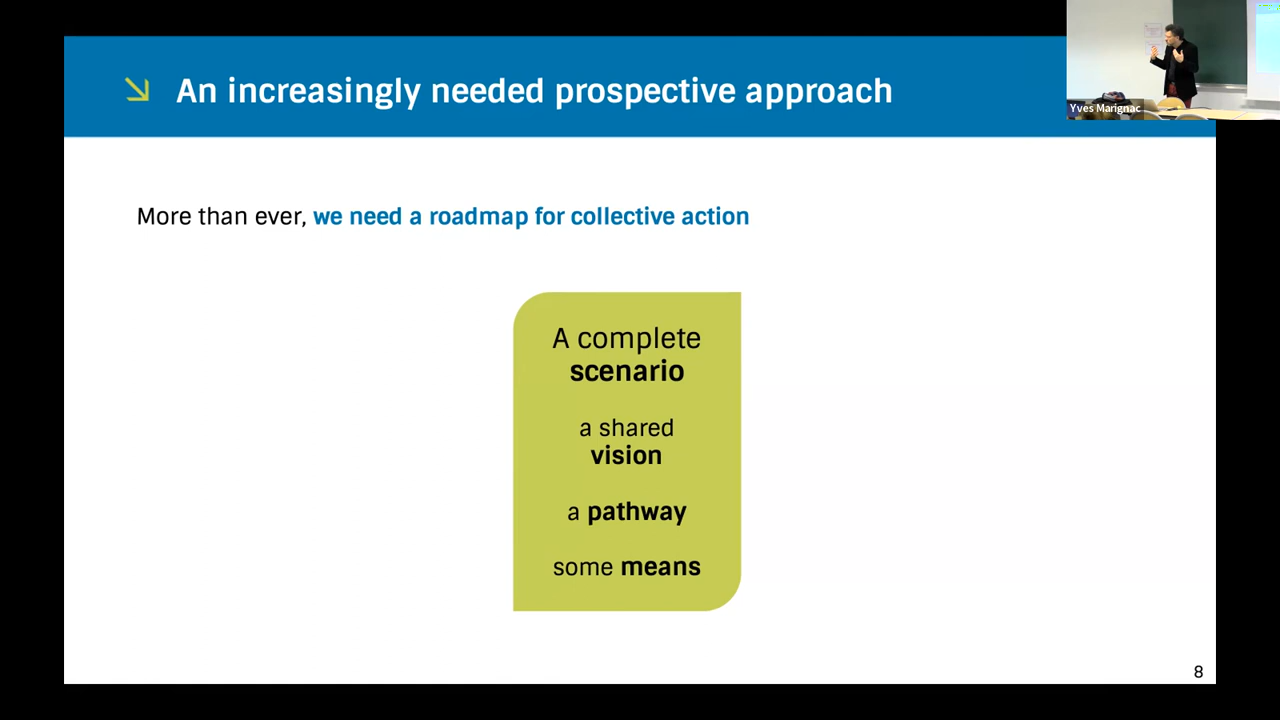 An increasingly needed prospective approach
Yves Marignac
More than ever, we need a roadmap for collective action
A complete
scenario
a shared
vision
a pathway
some means
8